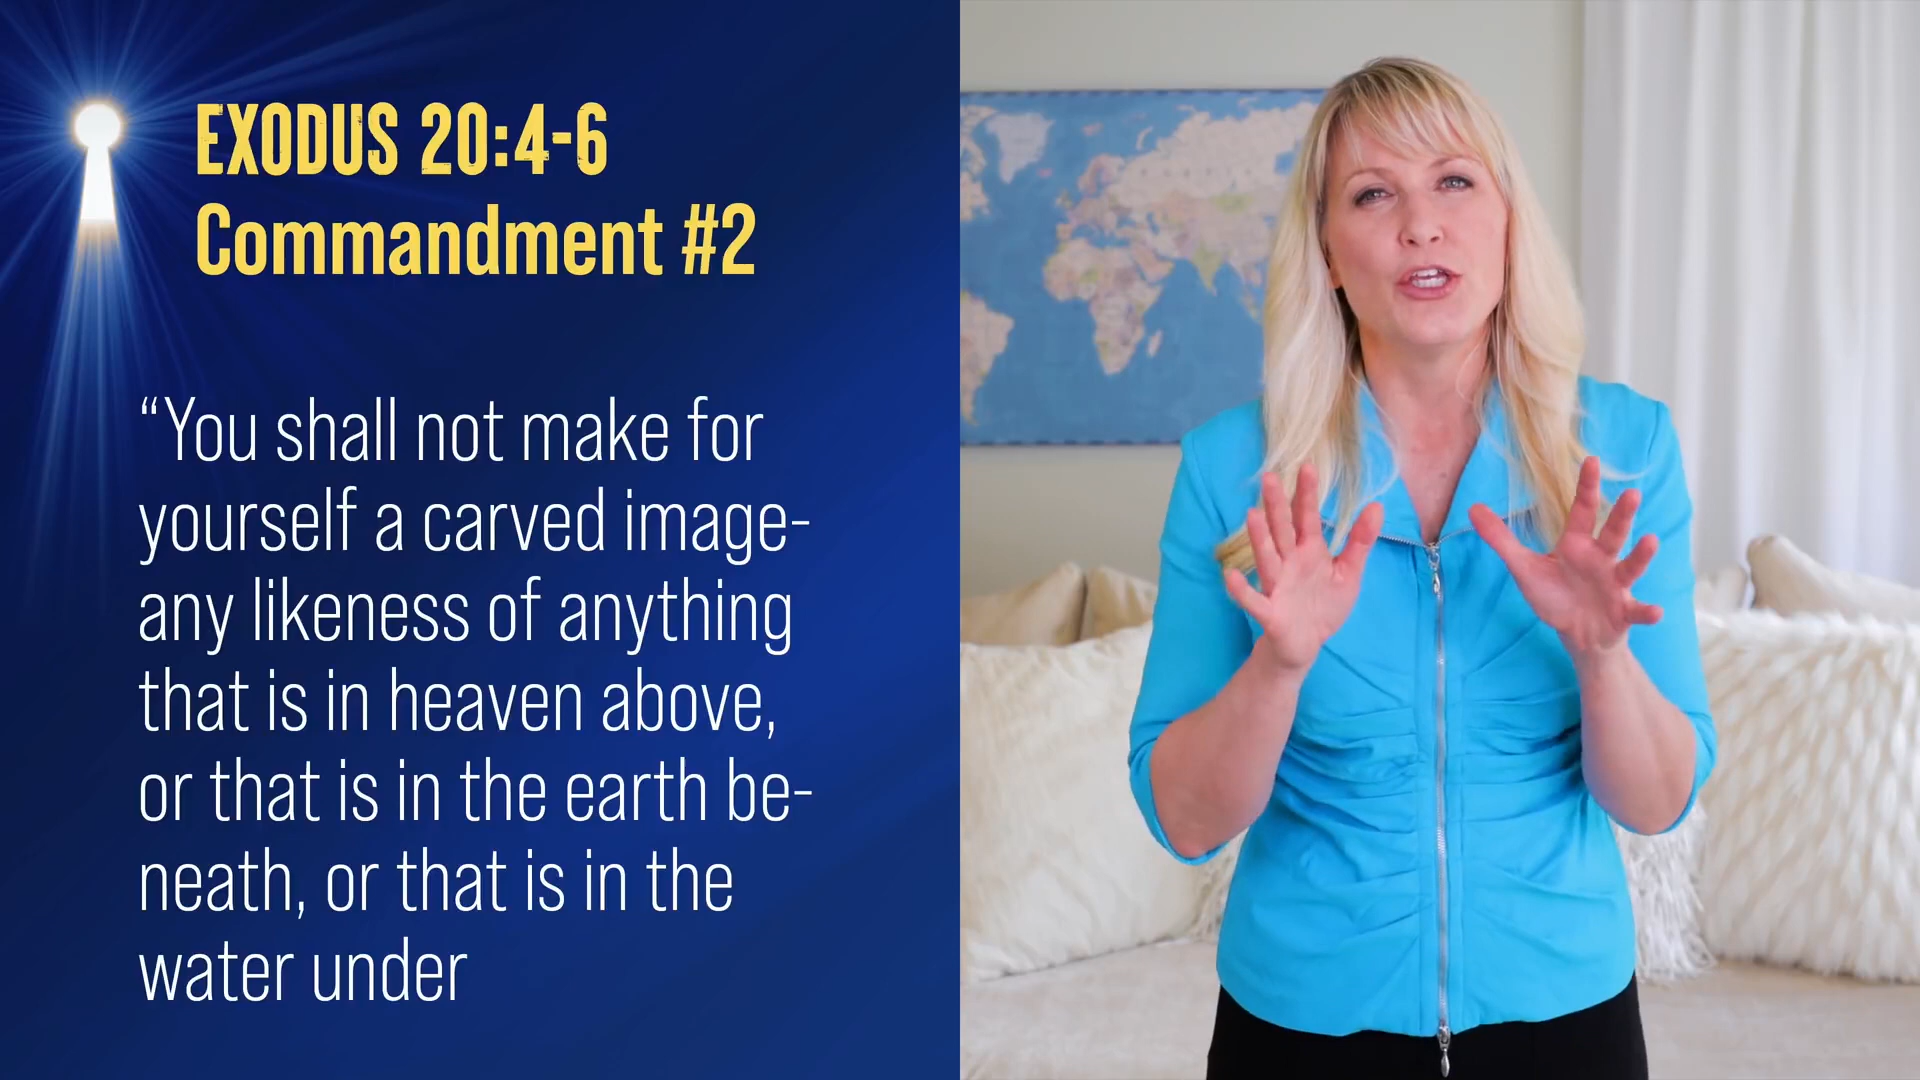 EXODUS 20:4-6
Commandment #2
“You shall not make for
yourself a carved image-
any likeness of anything
that is in heaven above,
or that is in the earth be-
neath, or that is in the
water under